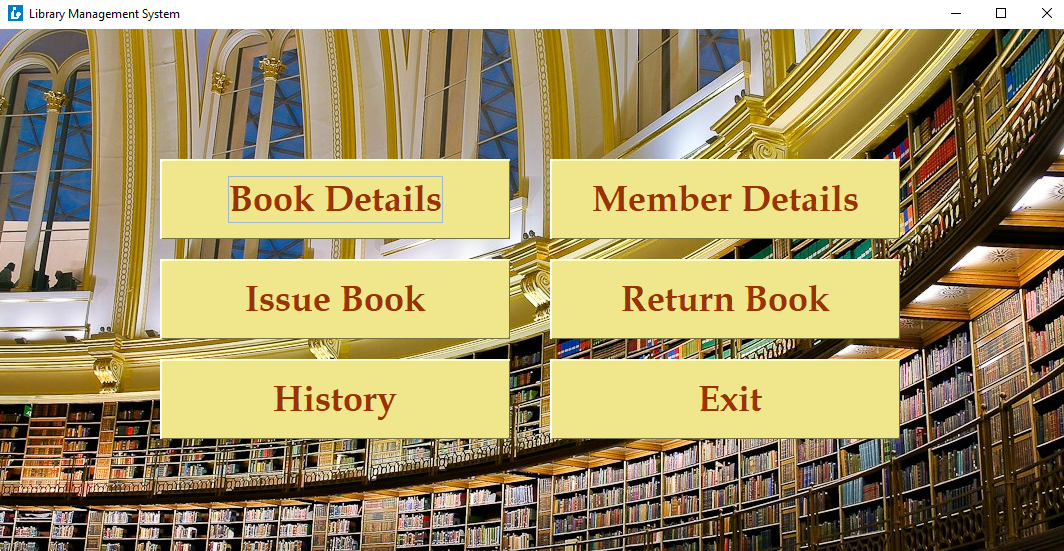 Library Management System
Book Details
Member Details
Issue Book
Return Book
History
Exit